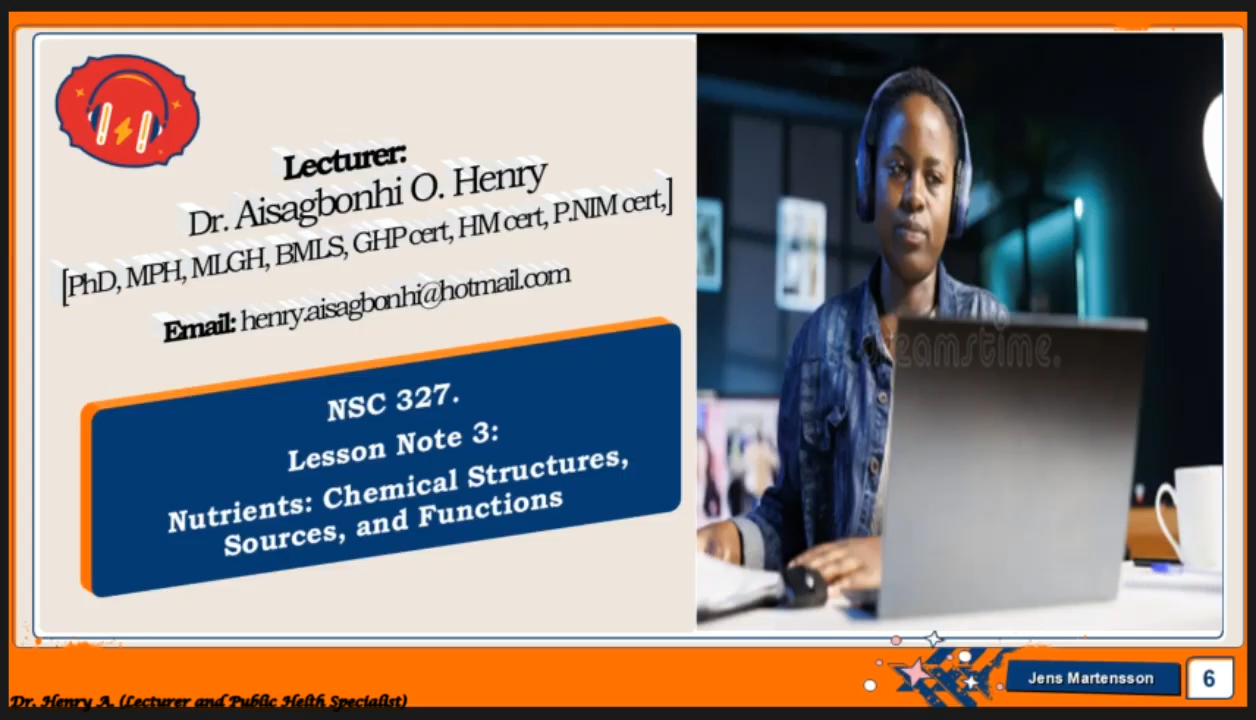 Lecturer:
Dr. Aisagbonhi O. Henry
[PhD, MPH, MLGH, BMLS, GHP cert, HM cert, P.NIM cert,]
Email: henry.aisagbonhi@hotmail.com
NSC 327.
Lesson Note 3:
Nutrients: Chemical Structures,
Sources, and Functions
dreamstime.
Jens Martensson
6
Dr. Henry A. (Lecturer and Public Helth Specialist)